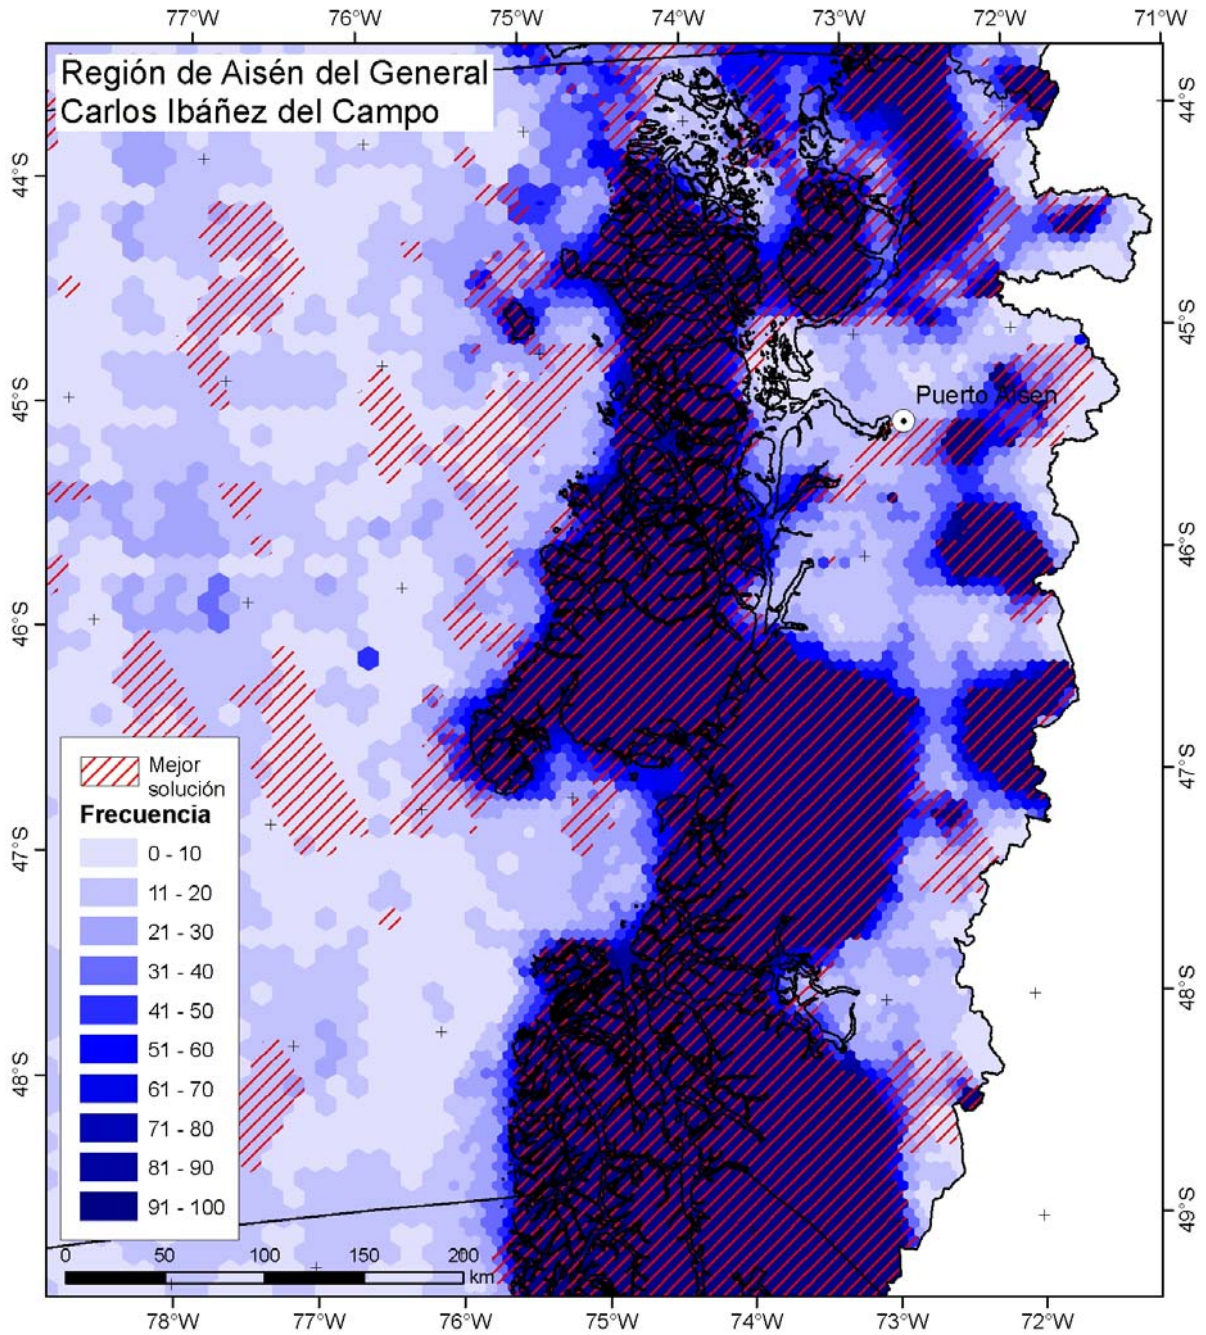 77°W 76°W 75°W 74°W 73°W 72°W 71°W
Región de Aisén del General
Carlos Ibáñez del Campo
44°S
44°S
45°S
45°S
Puerto Aisén
46°S
46°S
47°S
47°S
48°S
48°S
49°S
Mejor
solución
Frecuencia
0 - 10
11 - 20
21 - 30
31 - 40
41 - 50
51 - 60
61 - 70
71 - 80
81 - 90
91 - 100
0 50 100 150 200
km
78°W 77°W 76°W 75°W 74°W 73°W 72°W